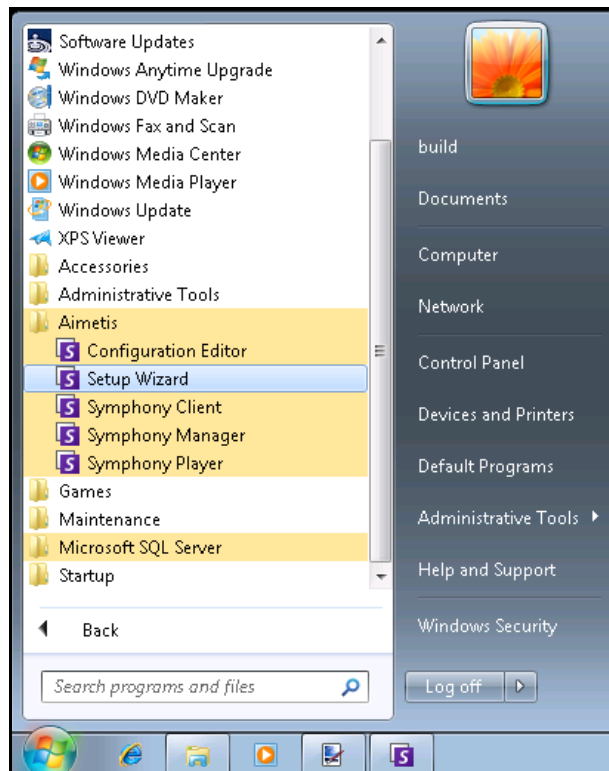 Software Updates
Windows Anytime Upgrade
Windows DVD Maker
Windows Fax and Scan
Windows Media Center
Windows Media Player
Windows Update
XPS Viewer
Accessories
Administrative Tools
Aimetis
Configuration Editor
Setup Wizard
Symphony Client
Symphony Manager
Symphony Player
Games
Maintenance
Microsoft SQL Server
Startup
Back
Search programs and files
build
Documents
Computer
Network
Control Panel
Devices and Printers
Default Programs
Administrative Tools
Help and Support
Windows Security
Log off